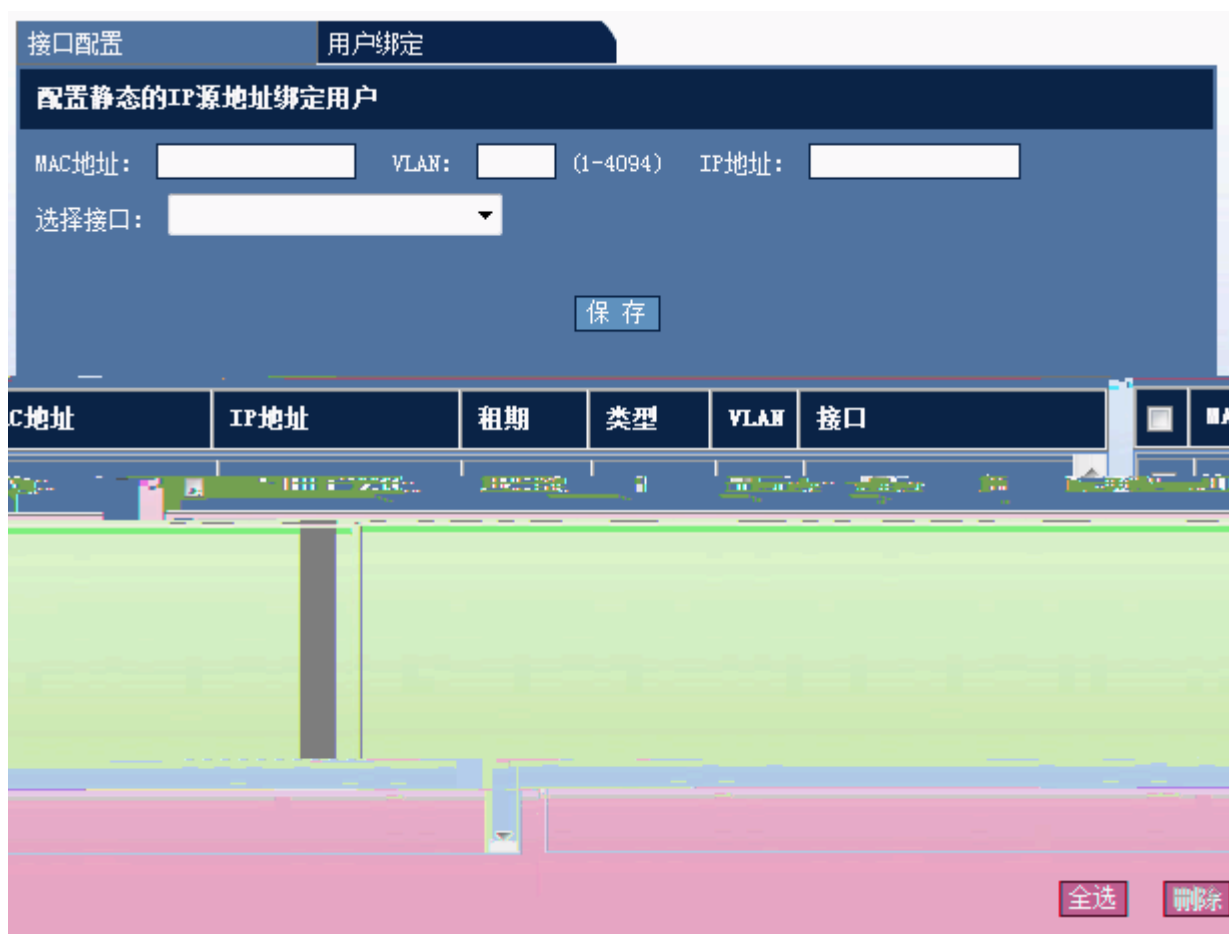 接口配置 用户绑定
配置静态的IP源地址绑定用户
MAC地址: VLAN: (1-4094) IP地址:
选择接口:
保 存
C地址 IP地址 租期 类型 VLAN 接口 MA
全选 删除